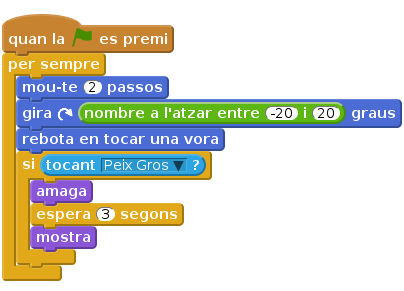 quan la es premi
per sempre
mou-te 2 passos
gira nombre a l'atzar entre -20 i 20 graus
rebota en tocar una vora
si tocant Peix Gros ?
amaga
espera 3 segons
mostra